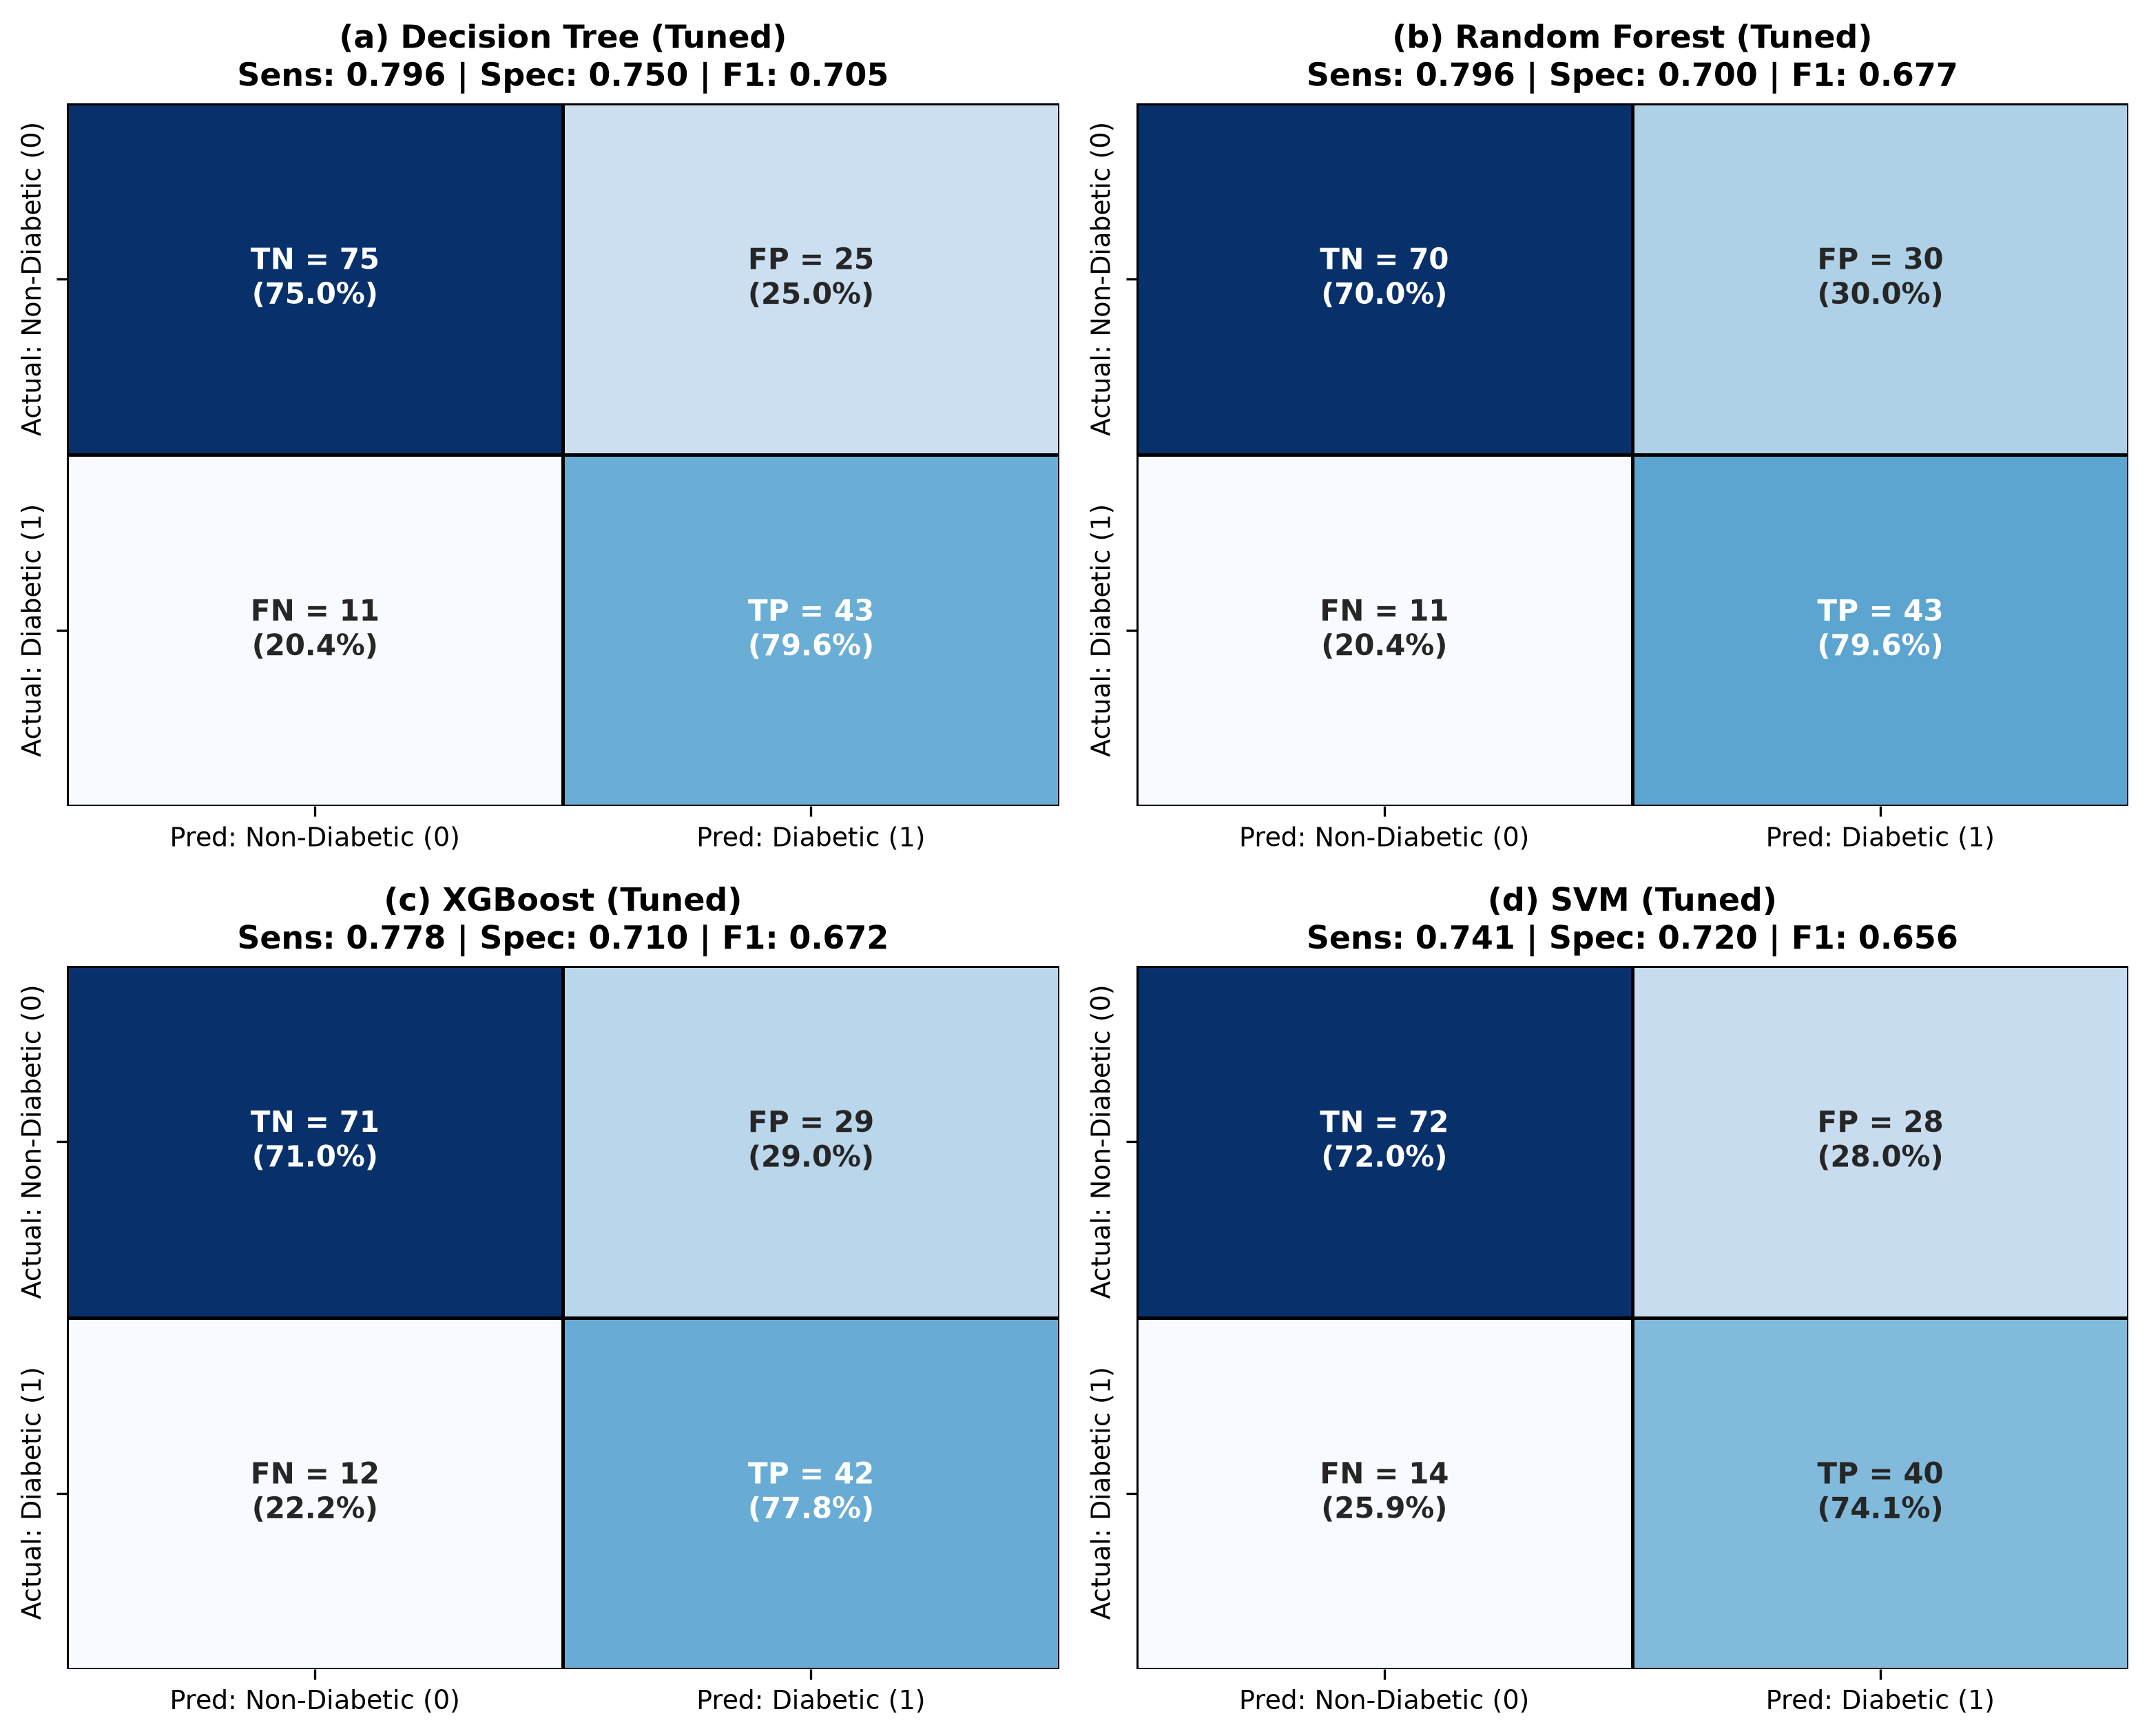 (a) Decision Tree (Tuned)
Sens: 0.796 | Spec: 0.750 | F1: 0.705
Actual: Non-Diabetic (0)
TN = 75
(75.0%)
FP = 25
(25.0%)
Actual: Diabetic (1)
FN = 11
(20.4%)
TP = 43
(79.6%)
Pred: Non-Diabetic (0)
Pred: Diabetic (1)
(b) Random Forest (Tuned)
Sens: 0.796 | Spec: 0.700 | F1: 0.677
Actual: Non-Diabetic (0)
TN = 70
(70.0%)
FP = 30
(30.0%)
Actual: Diabetic (1)
FN = 11
(20.4%)
TP = 43
(79.6%)
Pred: Non-Diabetic (0)
Pred: Diabetic (1)
(c) XGBoost (Tuned)
Sens: 0.778 | Spec: 0.710 | F1: 0.672
Actual: Non-Diabetic (0)
TN = 71
(71.0%)
FP = 29
(29.0%)
Actual: Diabetic (1)
FN = 12
(22.2%)
TP = 42
(77.8%)
Pred: Non-Diabetic (0)
Pred: Diabetic (1)
(d) SVM (Tuned)
Sens: 0.741 | Spec: 0.720 | F1: 0.656
Actual: Non-Diabetic (0)
TN = 72
(72.0%)
FP = 28
(28.0%)
Actual: Diabetic (1)
FN = 14
(25.9%)
TP = 40
(74.1%)
Pred: Non-Diabetic (0)
Pred: Diabetic (1)